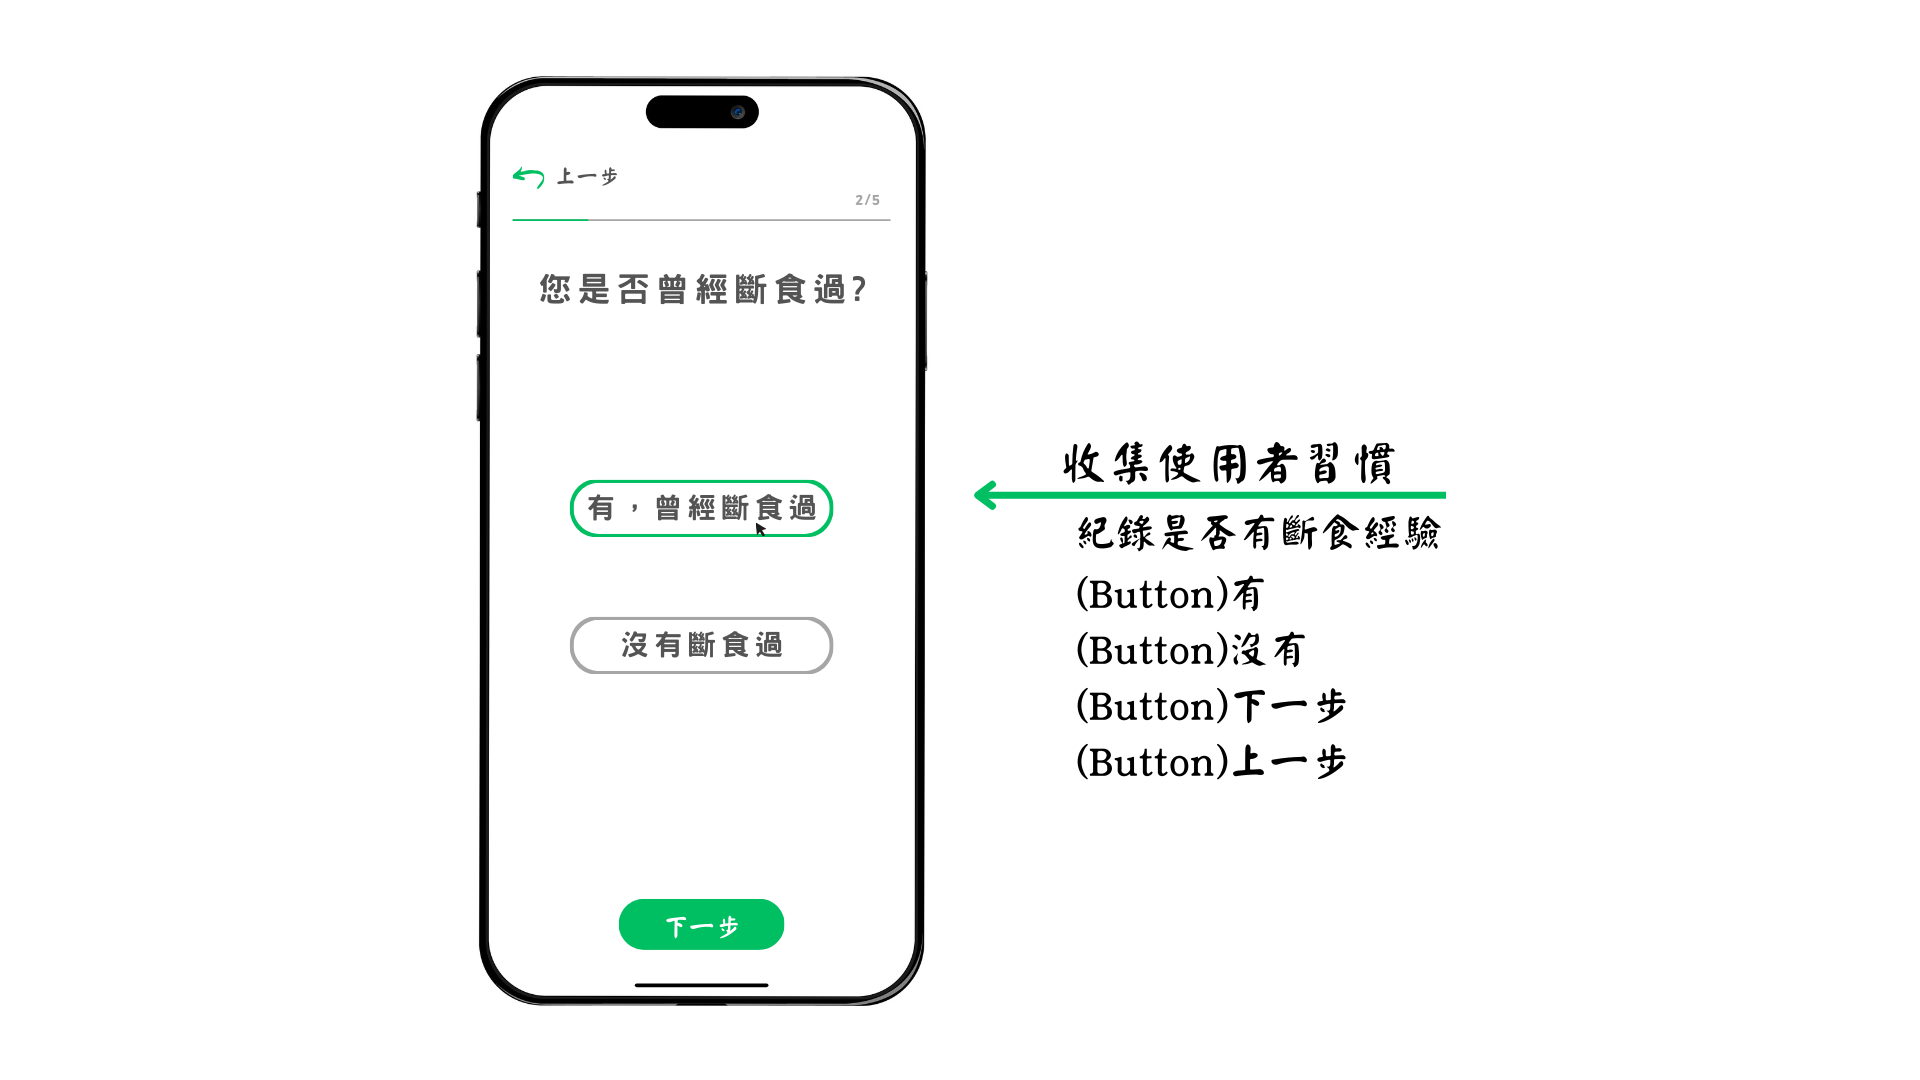 上一步
2/5
您是否曾經斷食過?
有，曾經斷食過
沒有斷食過
下一步
收集使用者習慣
紀錄是否有斷食經驗
(Button)有
(Button)沒有
(Button)下一步
(Button)上一步